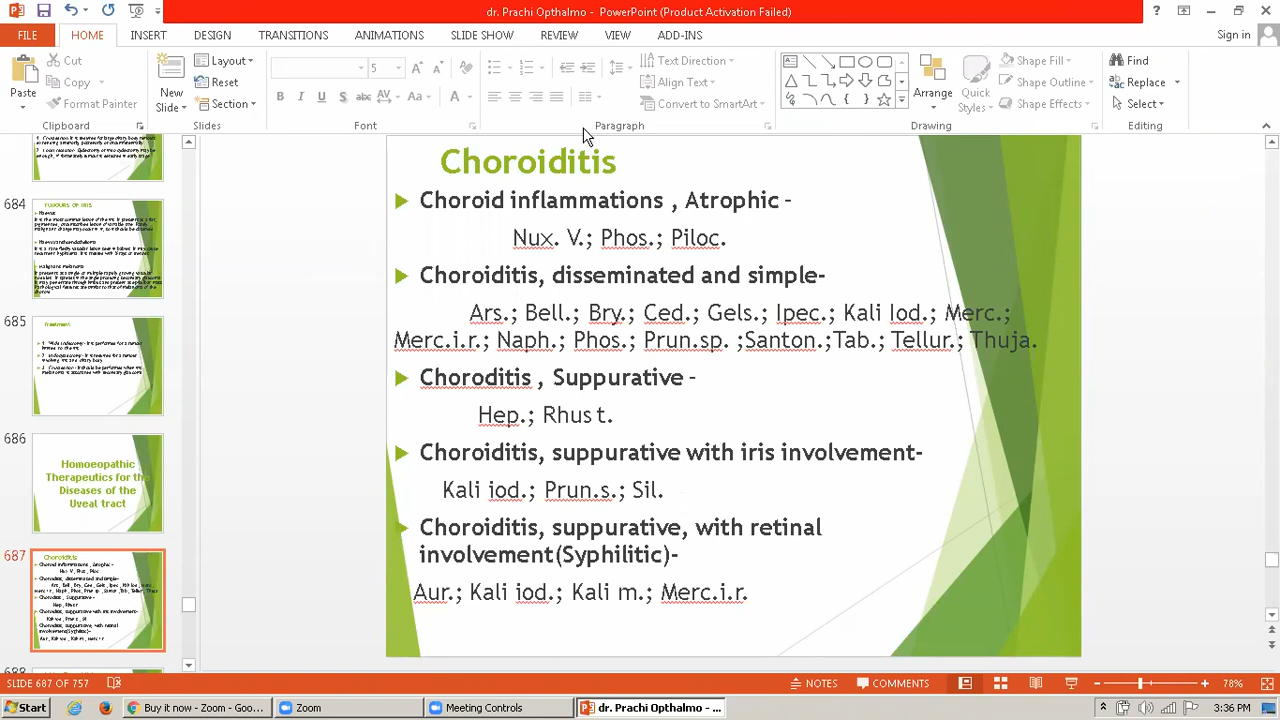 dr. Prachi Opthalmo - PowerPoint (Product Activation Failed)
FILE HOME INSERT DESIGN TRANSITIONS ANIMATIONS SLIDE SHOW REVIEW VIEW ADD-INS Sign in
Cut
Copy
Format Painter
Paste
Clipboard
New
Slide
Layout
Reset
Section
Slides
5
Font
Text Direction
Align Text
Convert to SmartArt
Paragraph
Arrange
Quick
Styles
Shape Fill
Shape Outline
Shape Effects
Drawing
Find
Replace
Select
Editing
684
TUMOURS OF IRIS
685
Treatment
686
Homoeopathic
Therapeutics for the
Diseases of the
Uveal tract
687
688
Choroiditis
Choroid inflammations , Atrophic -
Nux. V.; Phos.; Piloc.
Choroiditis, disseminated and simple-
Ars.; Bell.; Bry.; Ced.; Gels.; Ipec.; Kali Iod.; Merc.;
Merc.i.r.; Naph.; Phos.; Prun.sp. ;Santon.;Tab.; Tellur.; Thuja.
Choroditis , Suppurative -
Hep.; Rhus t.
Choroiditis, suppurative with iris involvement-
Kali iod.; Prun.s.; Sil.
Choroiditis, suppurative, with retinal
involvement(Syphilitic)-
Aur.; Kali iod.; Kali m.; Merc.i.r.
SLIDE 687 OF 757 NOTES COMMENTS 78%
Start Buy it now - Zoom - Goo... Zoom Meeting Controls dr. Prachi Opthalmo - ... 3:36 PM